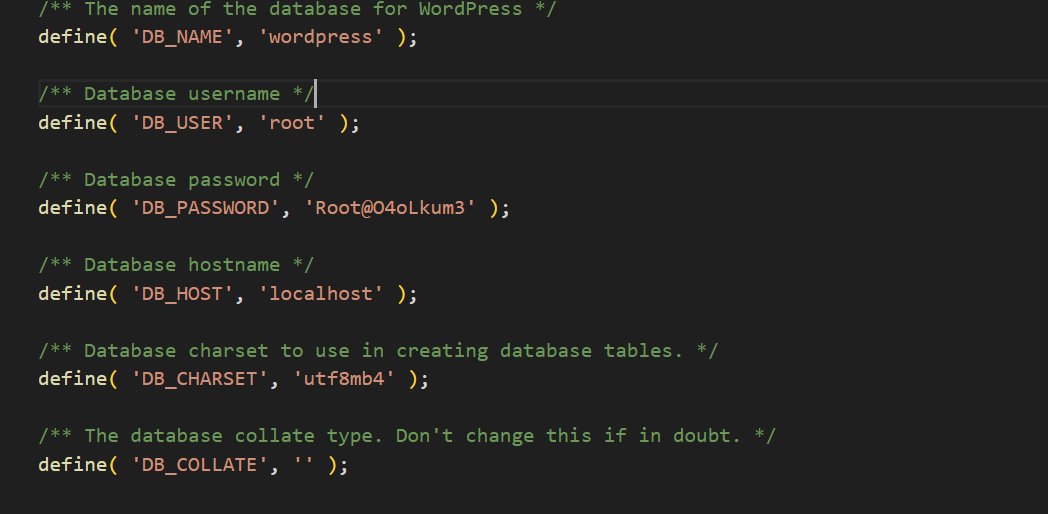 /** The name of the database for WordPress */
define( 'DB_NAME', 'wordpress' );
/** Database username */
define( 'DB_USER', 'root' );
/** Database password */
define( 'DB_PASSWORD', 'Root@O4oLkum3' );
/** Database hostname */
define( 'DB_HOST', 'localhost' );
/** Database charset to use in creating database tables. */
define( 'DB_CHARSET', 'utf8mb4' );
/** The database collate type. Don't change this if in doubt. */
define( 'DB_COLLATE', '' );